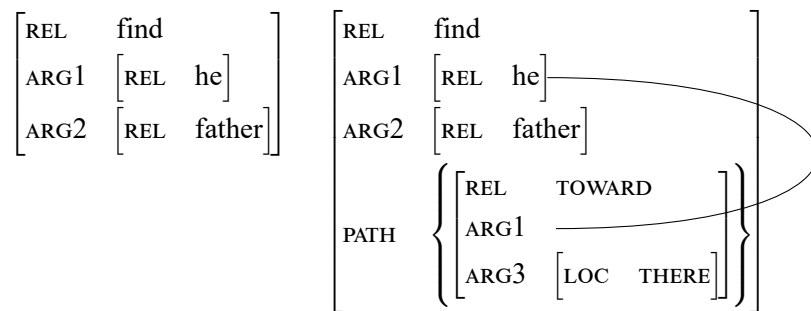 REL find
ARG1 [REL he]
ARG2 [REL father]
REL find
ARG1 [REL he]
ARG2 [REL father]
PATH
REL TOWARD
ARG1
ARG3 [LOC THERE]